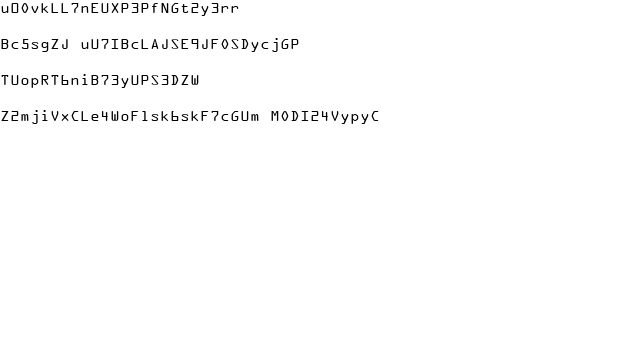 uO0vkLL7nEUXP3PfNGt2y3rr
Bc5sgZJ uU7IBcLAJSE9JF0SDycjGP
TUopRT6niB73yUPS3DZW
Z2mjiVxCLe4WoFlsk6skF7cGUm M0DI24VypyC